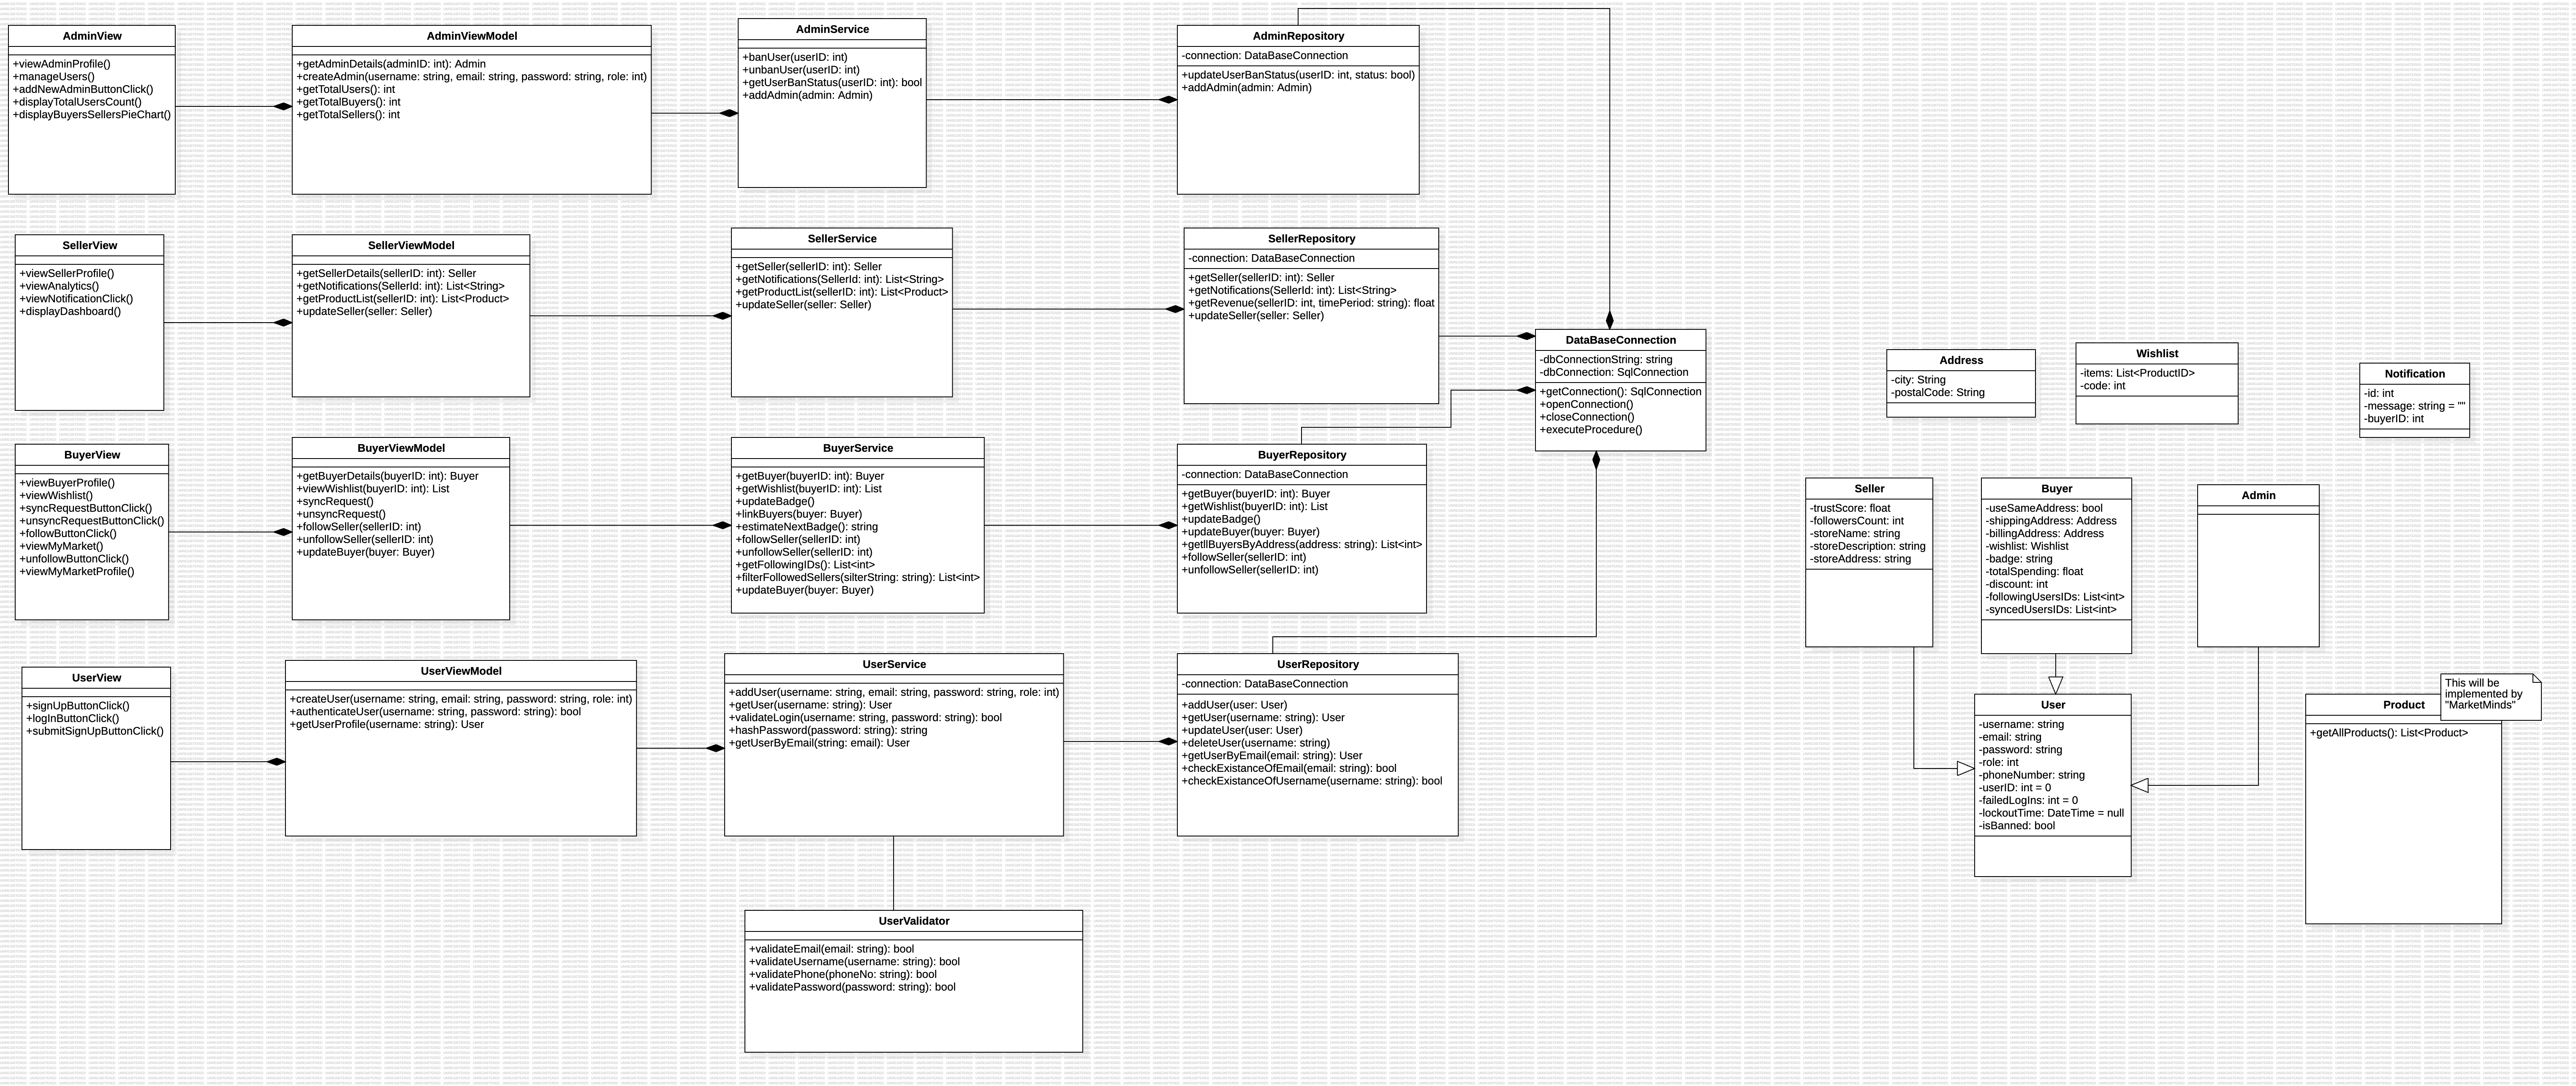 AdminView
+viewAdminProfile()
+manageUsers()
+addNewAdminButtonClick()
+displayTotalUsersCount()
+displayBuyersSellersPieChart()
AdminViewModel
+getAdminDetails(adminID: int): Admin
+createAdmin(username: string, email: string, password: string, role: int)
+getTotalUsers(): int
+getTotalBuyers(): int
+getTotalSellers(): int
AdminService
+banUser(userID: int)
+unbanUser(userID: int)
+getUserBanStatus(userID: int): bool
+addAdmin(admin: Admin)
AdminRepository
-connection: DataBaseConnection
+updateUserBanStatus(userID: int, status: bool)
+addAdmin(admin: Admin)
SellerView
+viewSellerProfile()
+viewAnalytics()
+viewNotificationClick()
+displayDashboard()
SellerViewModel
+getSellerDetails(sellerID: int): Seller
+getNotifications(SellerId: int): List<String>
+getProductList(sellerID: int): List<Product>
+updateSeller(seller: Seller)
SellerService
+getSeller(sellerID: int): Seller
+getNotifications(SellerId: int): List<String>
+getProductList(sellerID: int): List<Product>
+updateSeller(seller: Seller)
SellerRepository
-connection: DataBaseConnection
+getSeller(sellerID: int): Seller
+getNotifications(SellerId: int): List<String>
+getRevenue(sellerID: int, timePeriod: string): float
+updateSeller(seller: Seller)
DataBaseConnection
-dbConnectionString: string
-dbConnection: SqlConnection
+getConnection(): SqlConnection
+openConnection()
+closeConnection()
+executeProcedure()
Address
-city: String
-postalCode: String
Wishlist
-items: List<ProductID>
-code: int
Notification
-id: int
-message: string = ""
-buyerID: int
BuyerView
+viewBuyerProfile()
+viewWishlist()
+syncRequestButtonClick()
+unsyncRequestButtonClick()
+followButtonClick()
+viewMyMarket()
+unfollowButtonClick()
+viewMyMarketProfile()
BuyerViewModel
+getBuyerDetails(buyerID: int): Buyer
+viewWishlist(buyerID: int): List
+syncRequest()
+unsyncRequest()
+followSeller(sellerID: int)
+unfollowSeller(sellerID: int)
+updateBuyer(buyer: Buyer)
BuyerService
+getBuyer(buyerID: int): Buyer
+getWishlist(buyerID: int): List
+updateBadge()
+linkBuyers(buyer: Buyer)
+estimateNextBadge(): string
+followSeller(sellerID: int)
+unfollowSeller(sellerID: int)
+getFollowingIDs(): List<int>
+filterFollowedSellers(silterString: string): List<int>
+updateBuyer(buyer: Buyer)
BuyerRepository
-connection: DataBaseConnection
+getBuyer(buyerID: int): Buyer
+getWishlist(buyerID: int): List
+updateBadge()
+updateBuyer(buyer: Buyer)
+getllBuyersByAddress(address: string): List<int>
+followSeller(sellerID: int)
+unfollowSeller(sellerID: int)
Seller
-trustScore: float
-followersCount: int
-storeName: string
-storeDescription: string
-storeAddress: string
Buyer
-useSameAddress: bool
-shippingAddress: Address
-billingAddress: Address
-wishlist: Wishlist
-badge: string
-totalSpending: float
-discount: int
-followingUsersIDs: List<int>
-syncedUsersIDs: List<int>
Admin
UserView
+signUpButtonClick()
+logInButtonClick()
+submitSignUpButtonClick()
UserViewModel
+createUser(username: string, email: string, password: string, role: int)
+authenticateUser(username: string, password: string): bool
+getUserProfile(username: string): User
UserService
+addUser(username: string, email: string, password: string, role: int)
+getUser(username: string): User
+validateLogin(username: string, password: string): bool
+hashPassword(password: string): string
+getUserByEmail(string: email): User
UserRepository
-connection: DataBaseConnection
+addUser(user: User)
+getUser(username: string): User
+updateUser(user: User)
+deleteUser(username: string)
+getUserByEmail(email: string): User
+checkExistanceOfEmail(email: string): bool
+checkExistanceOfUsername(username: string): bool
User
-username: string
-email: string
-password: string
-role: int
-phoneNumber: string
-userID: int = 0
-failedLogIns: int = 0
-lockoutTime: DateTime = null
-isBanned: bool
This will be
implemented by
"MarketMinds"
Product
+getAllProducts(): List<Product>
UserValidator
+validateEmail(email: string): bool
+validateUsername(username: string): bool
+validatePhone(phoneNo: string): bool
+validatePassword(password: string): bool